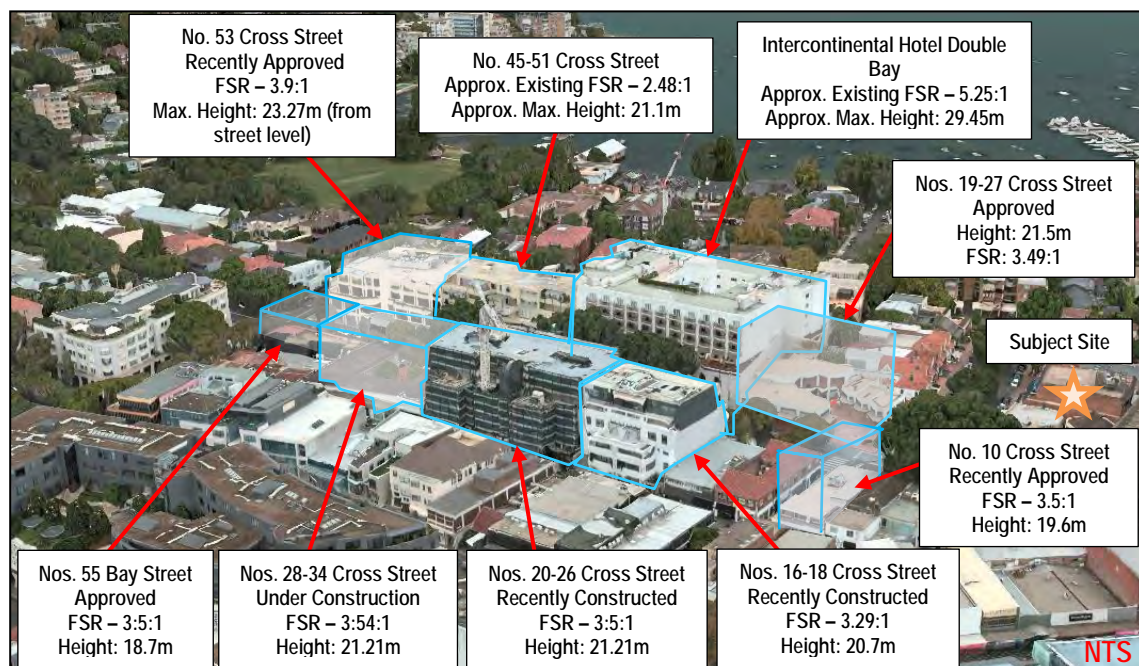 No. 53 Cross Street
Recently Approved
FSR – 3.9:1
Max. Height: 23.27m (from
street level)
No. 45-51 Cross Street
Approx. Existing FSR – 2.48:1
Approx. Max. Height: 21.1m
Intercontinental Hotel Double
Bay
Approx. Existing FSR – 5.25:1
Approx. Max. Height: 29.45m
Nos. 19-27 Cross Street
Approved
Height: 21.5m
FSR: 3.49:1
Subject Site
No. 10 Cross Street
Recently Approved
FSR – 3.5:1
Height: 19.6m
Nos. 55 Bay Street
Approved
FSR – 3:5:1
Height: 18.7m
Nos. 28-34 Cross Street
Under Construction
FSR – 3:54:1
Height: 21.21m
Nos. 20-26 Cross Street
Recently Constructed
FSR – 3:5:1
Height: 21.21m
Nos. 16-18 Cross Street
Recently Constructed
FSR – 3.29:1
Height: 20.7m
NTS